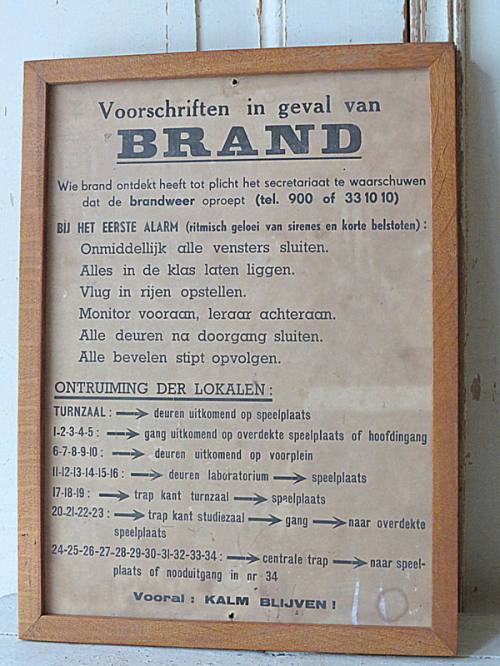 Voorschriften in geval van
BRAND
Wie brand ontdekt heeft tot plicht het secretariaat te waarschuwen
dat de brandweer oproept (tel. 900 of 33 10 10)
BIJ HET EERSTE ALARM (ritmisch geloei van sirenes en korte belstoten) :
Onmiddellijk alle vensters sluiten.
Alles in de klas laten liggen.
Vlug in rijen opstellen.
Monitor vooraan, leraar achteraan.
Alle deuren na doorgang sluiten.
Alle bevelen stipt opvolgen.
ONTRUIMING DER LOKALEN :
TURNZAAL : → deuren uitkomend op speelplaats
1-2-3-4-5 : → gang uitkomend op overdekte speelplaats of hoofdingang
6-7-8-9-10 : → deuren uitkomend op voorplein
11-12-13-14-15-16 : → deuren laboratorium → speelplaats
17-18-19 : → trap kant turnzaal → speelplaats
20-21-22-23 : → trap kant studiezaal → gang → naar overdekte
speelplaats
24-25-26-27-28-29-30-31-32-33-34 : → centrale trap → naar speel-
plaats of nooduitgang in nr 34
Vooral : KALM BLIJVEN !